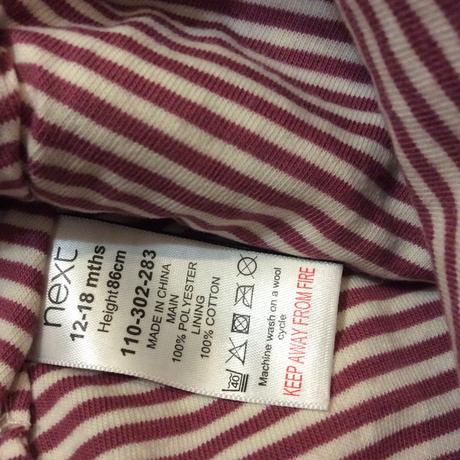 next
12-18 mths
Height:86cm
110-302-283
MADE IN CHINA
MAIN
100% POLYESTER
LINING
100% COTTON
40
Machine wash on a wool
cycle
KEEP AWAY FROM FIRE